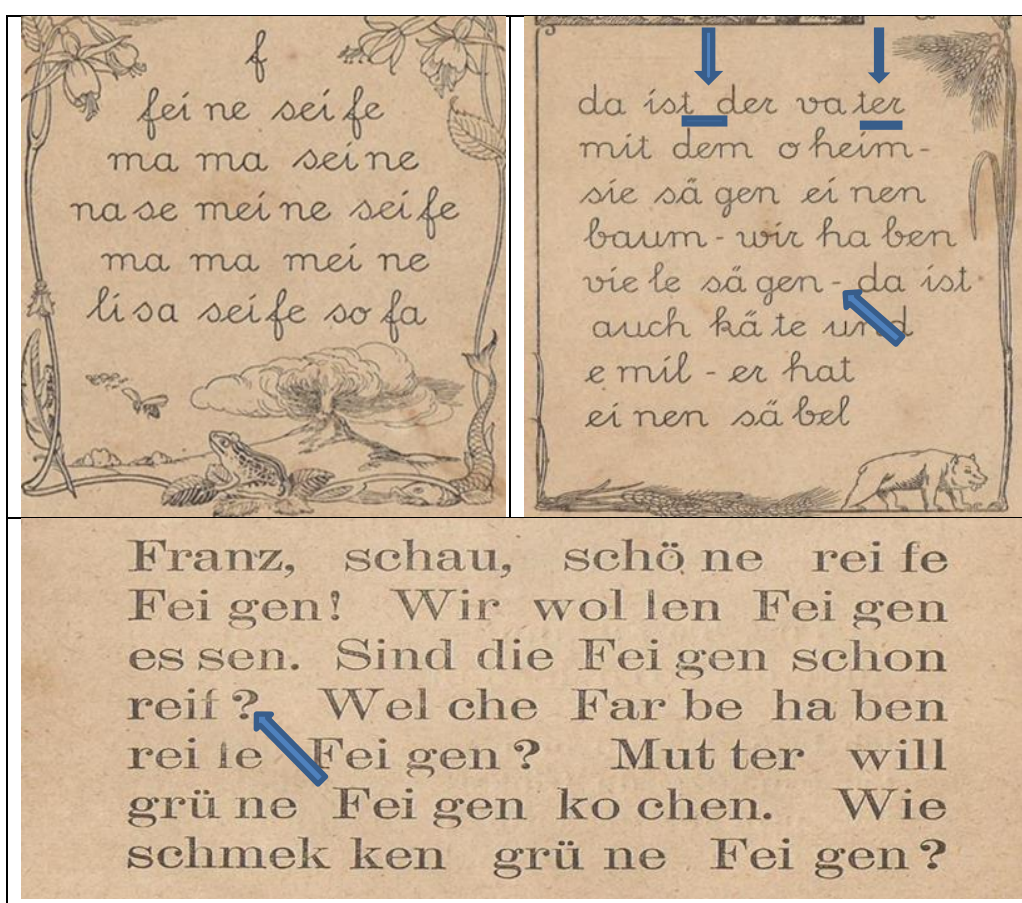 f
fei ne sei fe
ma ma sei ne
na se mei ne sei fe
ma ma mei ne
li sa sei fe so fa
da ist der va ter
mit dem o heim-
sie sä gen ei nen
baum - wir ha ben
vie le sä gen - da ist
auch kä te und
e mil - er hat
ei nen sä bel
Franz, schau, schö ne rei fe
Fei gen! Wir wol len Fei gen
es sen. Sind die Fei gen schon
reif? Wel che Far be ha ben
rei fe Fei gen? Mut ter will
grü ne Fei gen ko chen. Wie
schmek ken grü ne Fei gen?